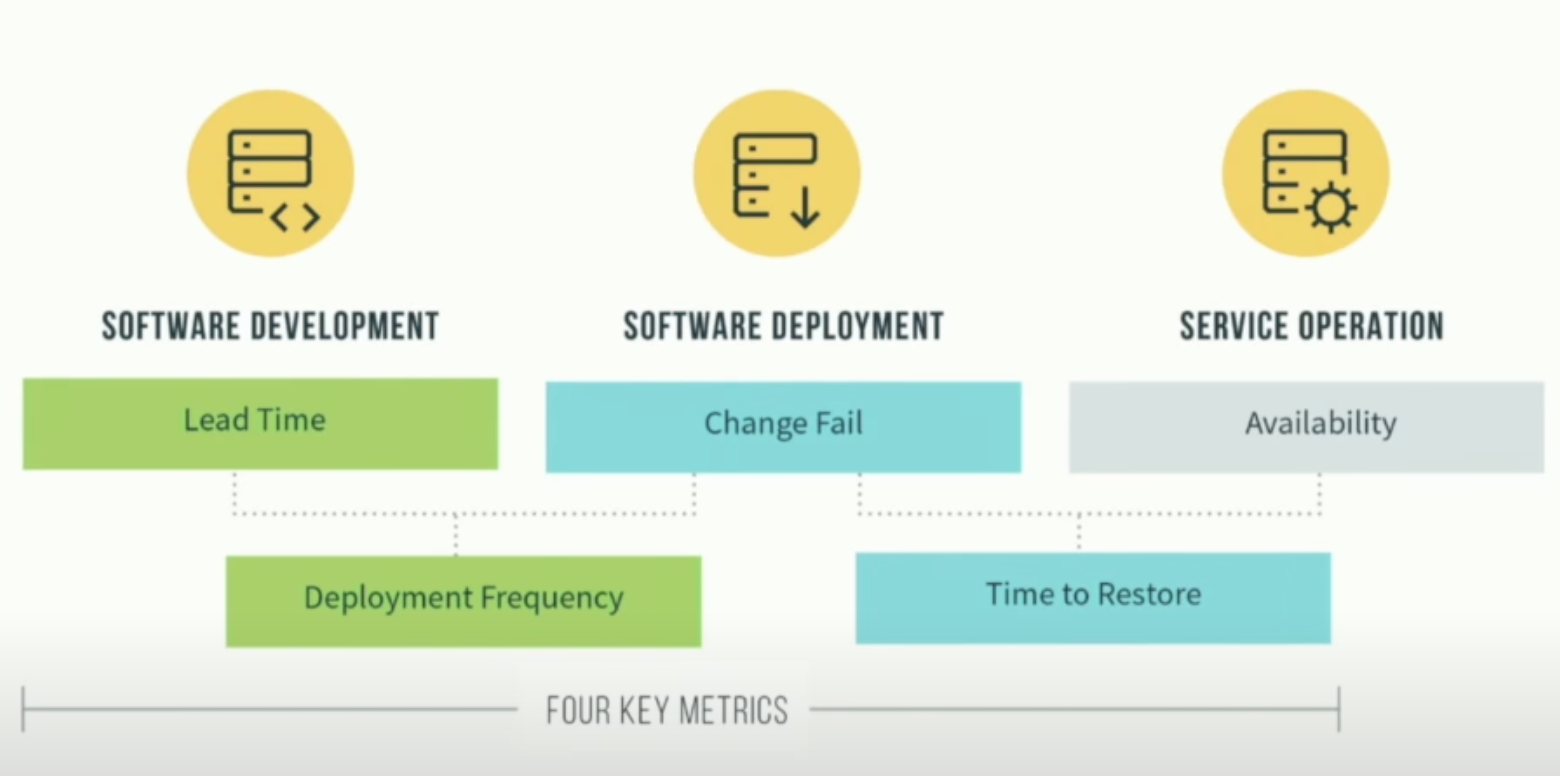 SOFTWARE DEVELOPMENT
SOFTWARE DEPLOYMENT
SERVICE OPERATION
Lead Time
Change Fail
Availability
Deployment Frequency
Time to Restore
FOUR KEY METRICS